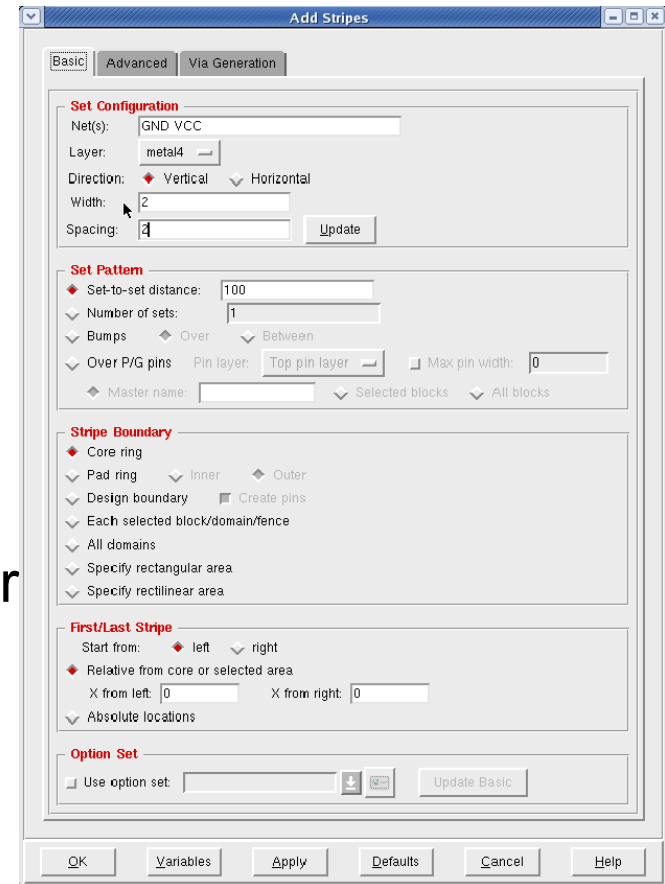 Add Stripes
Basic Advanced Via Generation
Set Configuration
Net(s): GND VCC
Layer: metal4
Direction: Vertical Horizontal
Width: 2
Spacing: 2 Update
Set Pattern
Set-to-set distance: 100
Number of sets: 1
Bumps Over Between
Over P/G pins Pin layer: Top pin layer Max pin width: 0
Master name: Selected blocks All blocks
Stripe Boundary
Core ring
Pad ring Inner Outer
Design boundary Create pins
Each selected block/domain/fence
All domains
r
Specify rectangular area
Specify rectilinear area
First/Last Stripe
Start from: left right
Relative from core or selected area
X from left: 0 X from right: 0
Absolute locations
Option Set
Use option set: Update Basic
OK Variables Apply Defaults Cancel Help